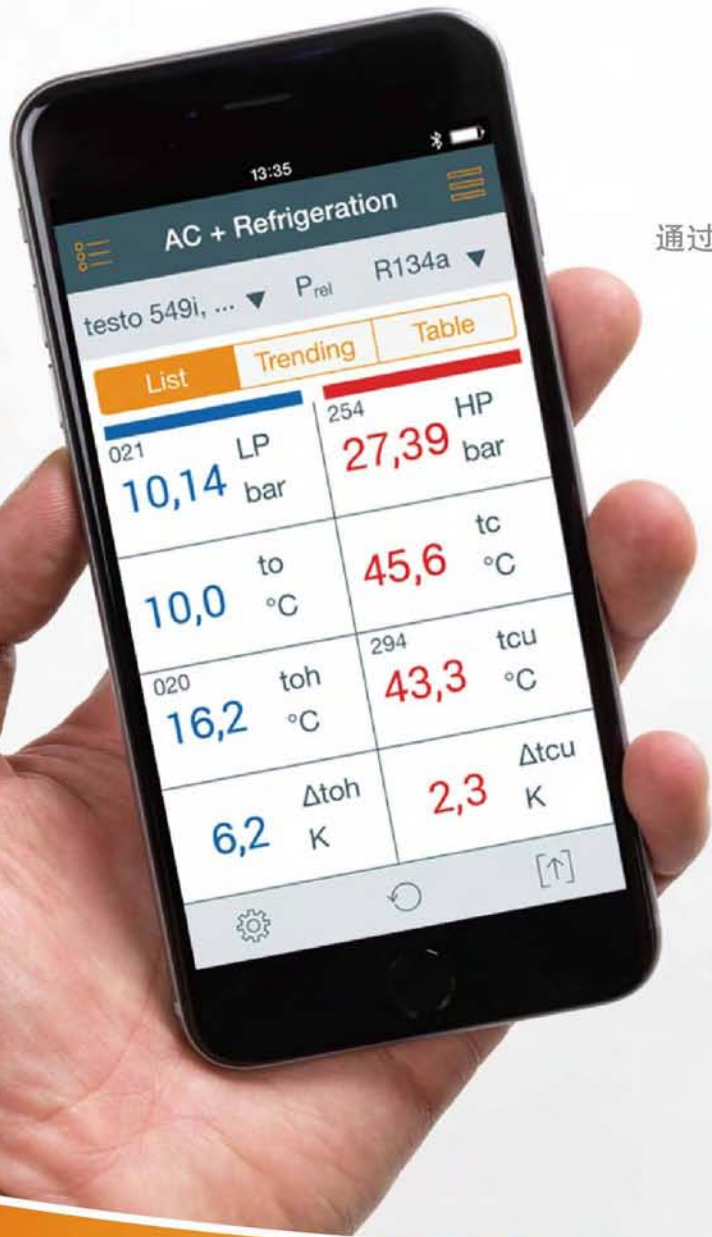 13:35
AC + Refrigeration
testo 549i, ... ▼ Prel R134a ▼
List Trending Table
021 LP
10,14 bar
254 HP
27,39 bar
to
10,0 °C
tc
45,6 °C
020 toh
16,2 °C
294 tcu
43,3 °C
Δtoh
6,2 K
Δtcu
2,3 K
通过